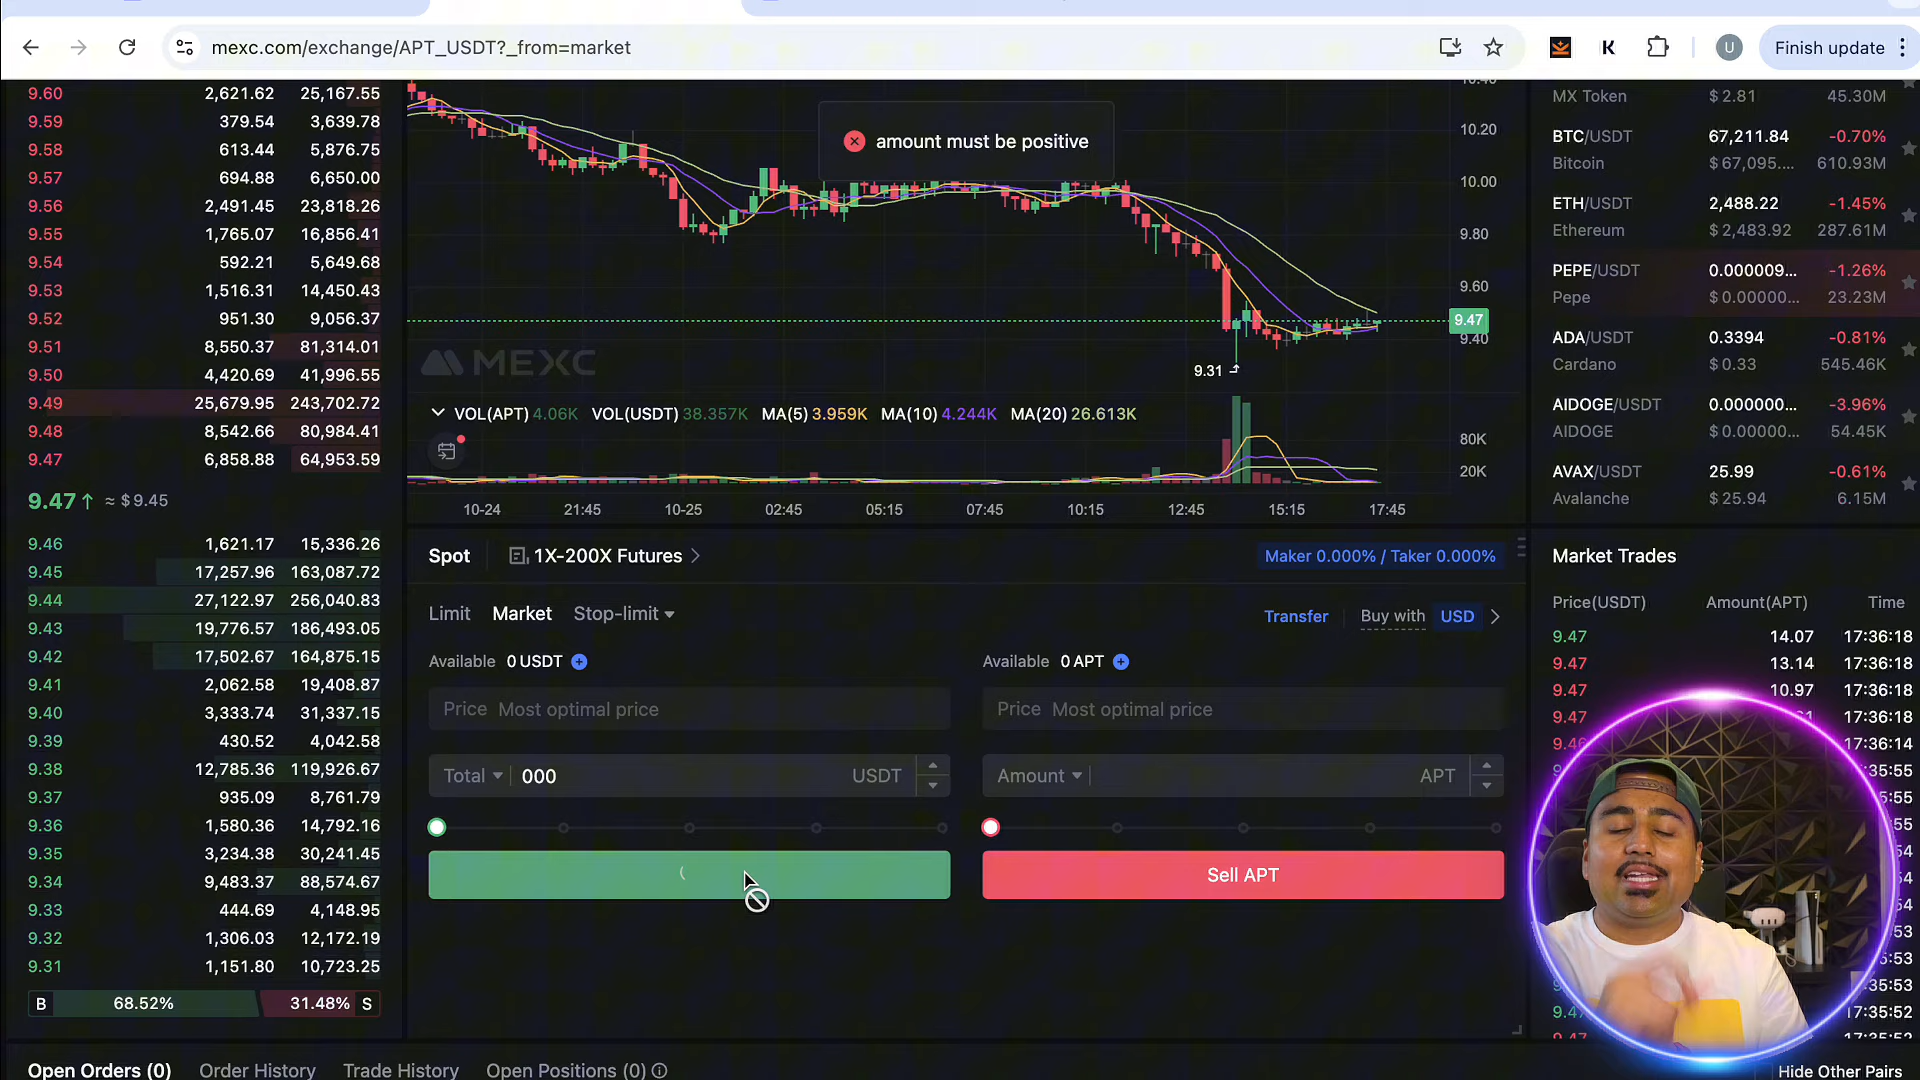 mexc.com/exchange/APT_USDT?_from=market
K
U
Finish update
9.60 2,621.62 25,167.55
9.59 379.54 3,639.78
9.58 613.44 5,876.75
9.57 694.88 6,650.00
9.56 2,491.45 23,818.26
9.55 1,765.07 16,856.41
9.54 592.21 5,649.68
9.53 1,516.31 14,450.43
9.52 951.30 9,056.37
9.51 8,550.37 81,314.01
9.50 4,420.69 41,996.55
9.49 25,679.95 243,702.72
9.48 8,542.66 80,984.41
9.47 6,858.88 64,953.59
9.47 ↑ ≈ $9.45
9.46 1,621.17 15,336.26
9.45 17,257.96 163,087.72
9.44 27,122.97 256,040.83
9.43 19,776.57 186,493.05
9.42 17,502.67 164,875.15
9.41 2,062.58 19,408.87
9.40 3,333.74 31,337.15
9.39 430.52 4,042.58
9.38 12,785.36 119,926.67
9.37 935.09 8,761.79
9.36 1,580.36 14,792.16
9.35 3,234.38 30,241.45
9.34 9,483.37 88,574.67
9.33 444.69 4,148.95
9.32 1,306.03 12,172.19
9.31 1,151.80 10,723.25
B 68.52% 31.48% S
amount must be positive
10.40
10.20
10.00
9.80
9.60
9.47
9.40
MEXC
9.31
VOL(APT) 4.06K VOL(USDT) 38.357K MA(5) 3.959K MA(10) 4.244K MA(20) 26.613K
80K
20K
10-24 21:45 10-25 02:45 05:15 07:45 10:15 12:45 15:15 17:45
Spot 1X-200X Futures
Maker 0.000% / Taker 0.000%
Limit Market Stop-limit
Transfer Buy with USD
Available 0 USDT
Price Most optimal price
Total 000 USDT
Available 0 APT
Price Most optimal price
Amount APT
Sell APT
MX Token $ 2.81 45.30M
BTC/USDT 67,211.84 -0.70%
Bitcoin $ 67,095.... 610.93M
ETH/USDT 2,488.22 -1.45%
Ethereum $ 2,483.92 287.61M
PEPE/USDT 0.000009... -1.26%
Pepe $ 0.00000... 23.23M
ADA/USDT 0.3394 -0.81%
Cardano $ 0.33 545.46K
AIDOGE/USDT 0.000000... -3.96%
AIDOGE $ 0.00000... 54.45K
AVAX/USDT 25.99 -0.61%
Avalanche $ 25.94 6.15M
Market Trades
Price(USDT) Amount(APT) Time
9.47 14.07 17:36:18
9.47 13.14 17:36:18
9.47 10.97 17:36:18
9.47 17:36:18
17:36:14
Open Orders (0) Order History Trade History Open Positions (0)
Hide Other Pairs